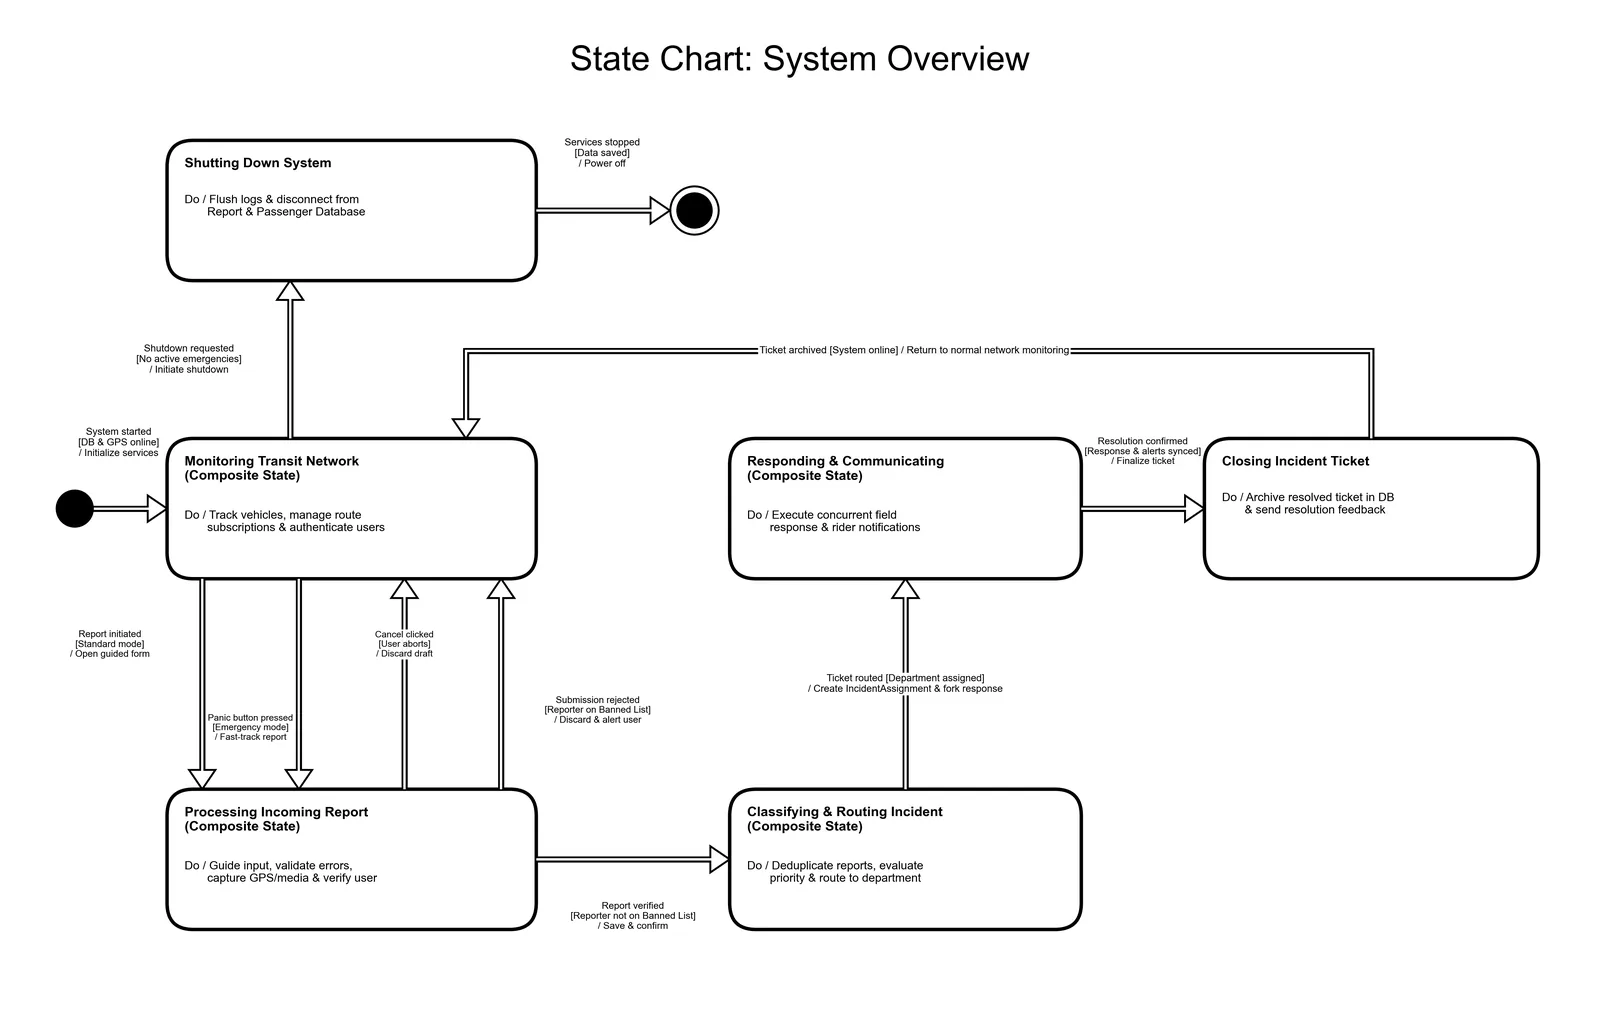 State Chart: System Overview
Services stopped
[Data saved]
/ Power off
Shutting Down System
Do / Flush logs & disconnect from
Report & Passenger Database
Shutdown requested
[No active emergencies]
/ Initiate shutdown
Ticket archived [System online] / Return to normal network monitoring
System started
[DB & GPS online]
/ Initialize services
Monitoring Transit Network
(Composite State)
Do / Track vehicles, manage route
subscriptions & authenticate users
Responding & Communicating
(Composite State)
Do / Execute concurrent field
response & rider notifications
Resolution confirmed
[Response & alerts synced]
/ Finalize ticket
Closing Incident Ticket
Do / Archive resolved ticket in DB
& send resolution feedback
Report initiated
[Standard mode]
/ Open guided form
Panic button pressed
[Emergency mode]
/ Fast-track report
Cancel clicked
[User aborts]
/ Discard draft
Submission rejected
[Reporter on Banned List]
/ Discard & alert user
Ticket routed [Department assigned]
/ Create IncidentAssignment & fork response
Processing Incoming Report
(Composite State)
Do / Guide input, validate errors,
capture GPS/media & verify user
Report verified
[Reporter not on Banned List]
/ Save & confirm
Classifying & Routing Incident
(Composite State)
Do / Deduplicate reports, evaluate
priority & route to department